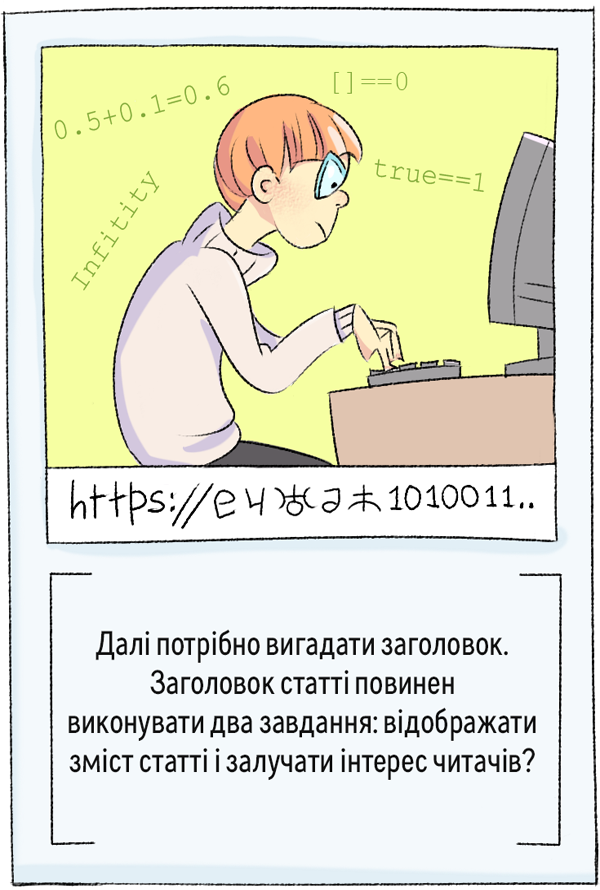 0.5+0.1=0.6
[]==0
true==1
Infitity
https://
1010011..
Далі потрібно вигадати заголовок.
Заголовок статті повинен
виконувати два завдання: відображати
зміст статті і залучати інтерес читачів?